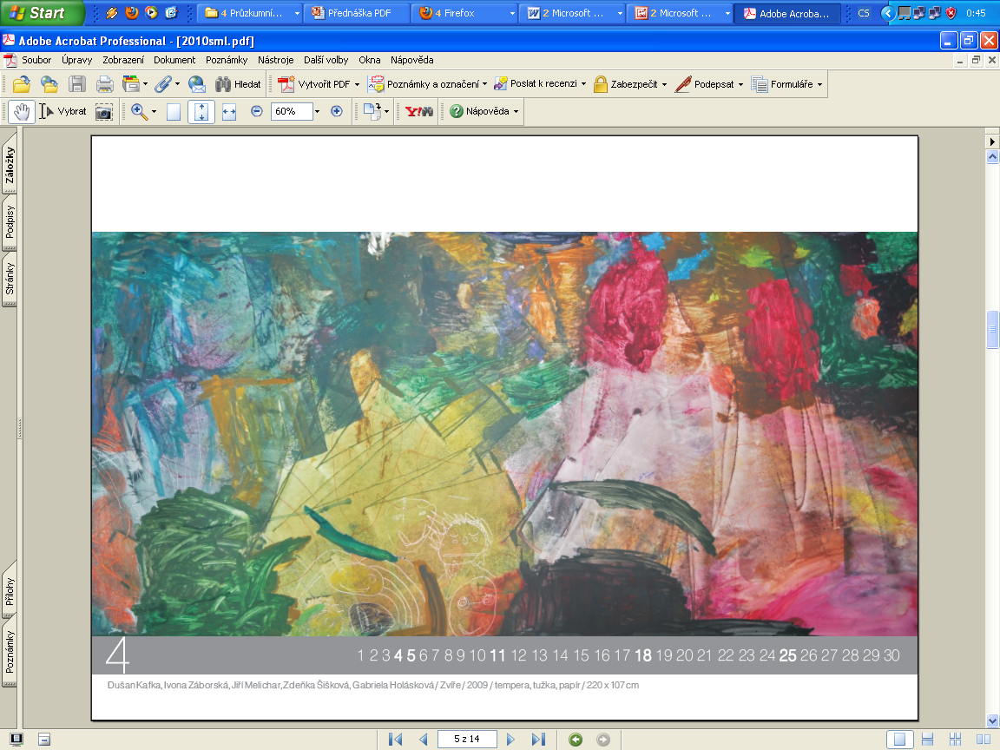 Start
4 Průzkumní...
Přednáška PDF
4 Firefox
2 Microsoft ...
2 Microsoft ...
Adobe Acroba...
CS
0:45
Adobe Acrobat Professional - [2010sml.pdf]
Soubor Úpravy Zobrazení Dokument Poznámky Nástroje Další volby Okna Nápověda
Hledat Vytvořit PDF Poznámky a označení Poslat k recenzi Zabezpečit Podepsat Formuláře
Vybrat 60% Y! Nápověda
Záložky
Podpisy
Stránky
Přílohy
Poznámky
4
1 2 3 4 5 6 7 8 9 10 11 12 13 14 15 16 17 18 19 20 21 22 23 24 25 26 27 28 29 30
Dušan Kafka, Ivona Záborská, Jiří Melichar, Zdeňka Šišková, Gabriela Holásková / Zvíře / 2009 / tempera, tužka, papír / 220 x 107 cm
5 z 14